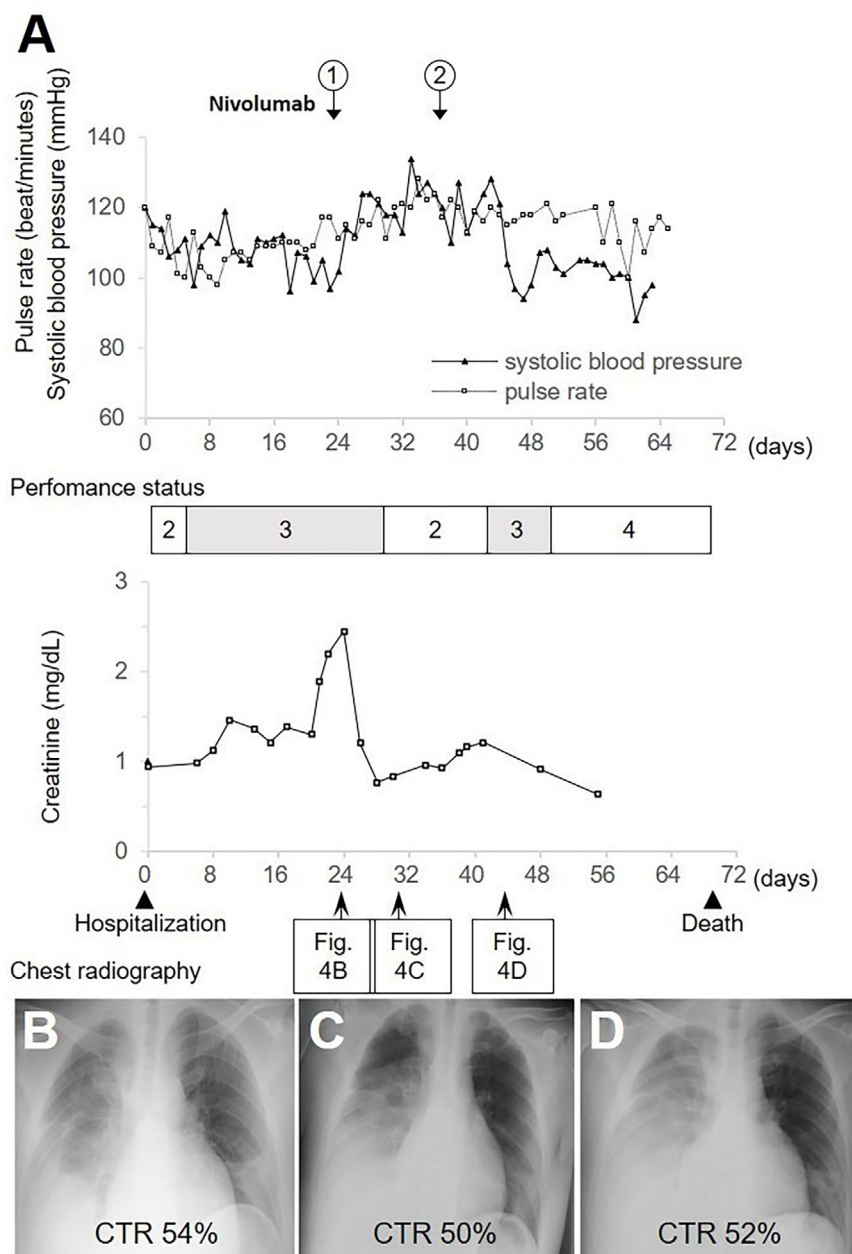 A
① ②
Nivolumab
Pulse rate (beat/minutes)
Systolic blood pressure (mmHg)
140
120
100
80
60
systolic blood pressure
pulse rate
0 8 16 24 32 40 48 56 64 72 (days)
Perfomance status
2 3 2 3 4
Creatinine (mg/dL)
3
2
1
0
0 8 16 24 32 40 48 56 64 72 (days)
Hospitalization Death
Fig. Fig. Fig.
4B 4C 4D
Chest radiography
B C D
CTR 54% CTR 50% CTR 52%